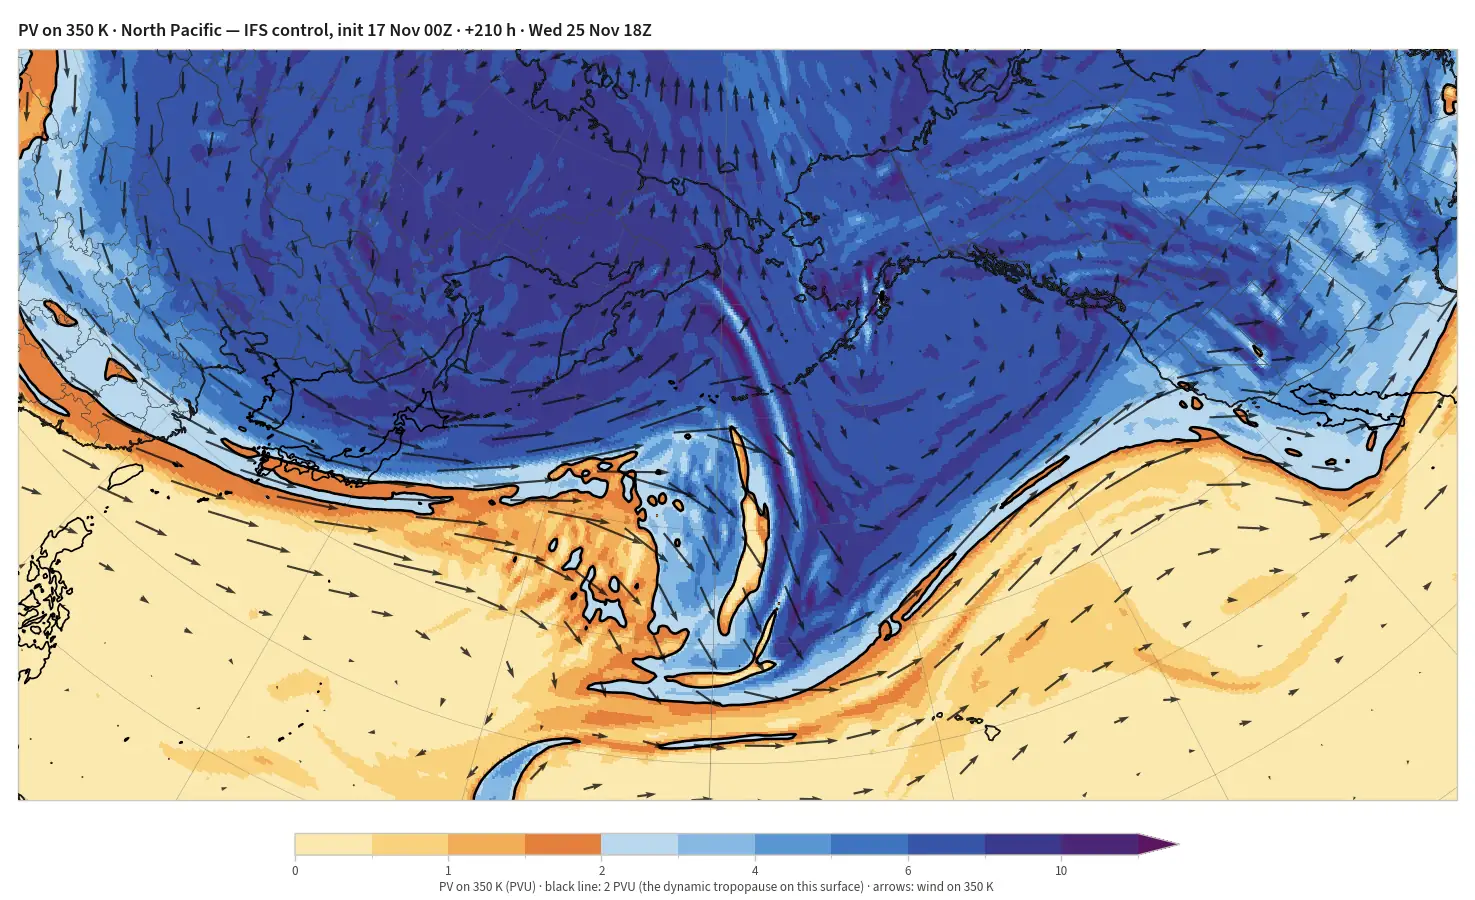 PV on 350 K · North Pacific — IFS control, init 17 Nov 00Z · +210 h · Wed 25 Nov 18Z
0 1 2 4 6 10
PV on 350 K (PVU) · black line: 2 PVU (the dynamic tropopause on this surface) · arrows: wind on 350 K